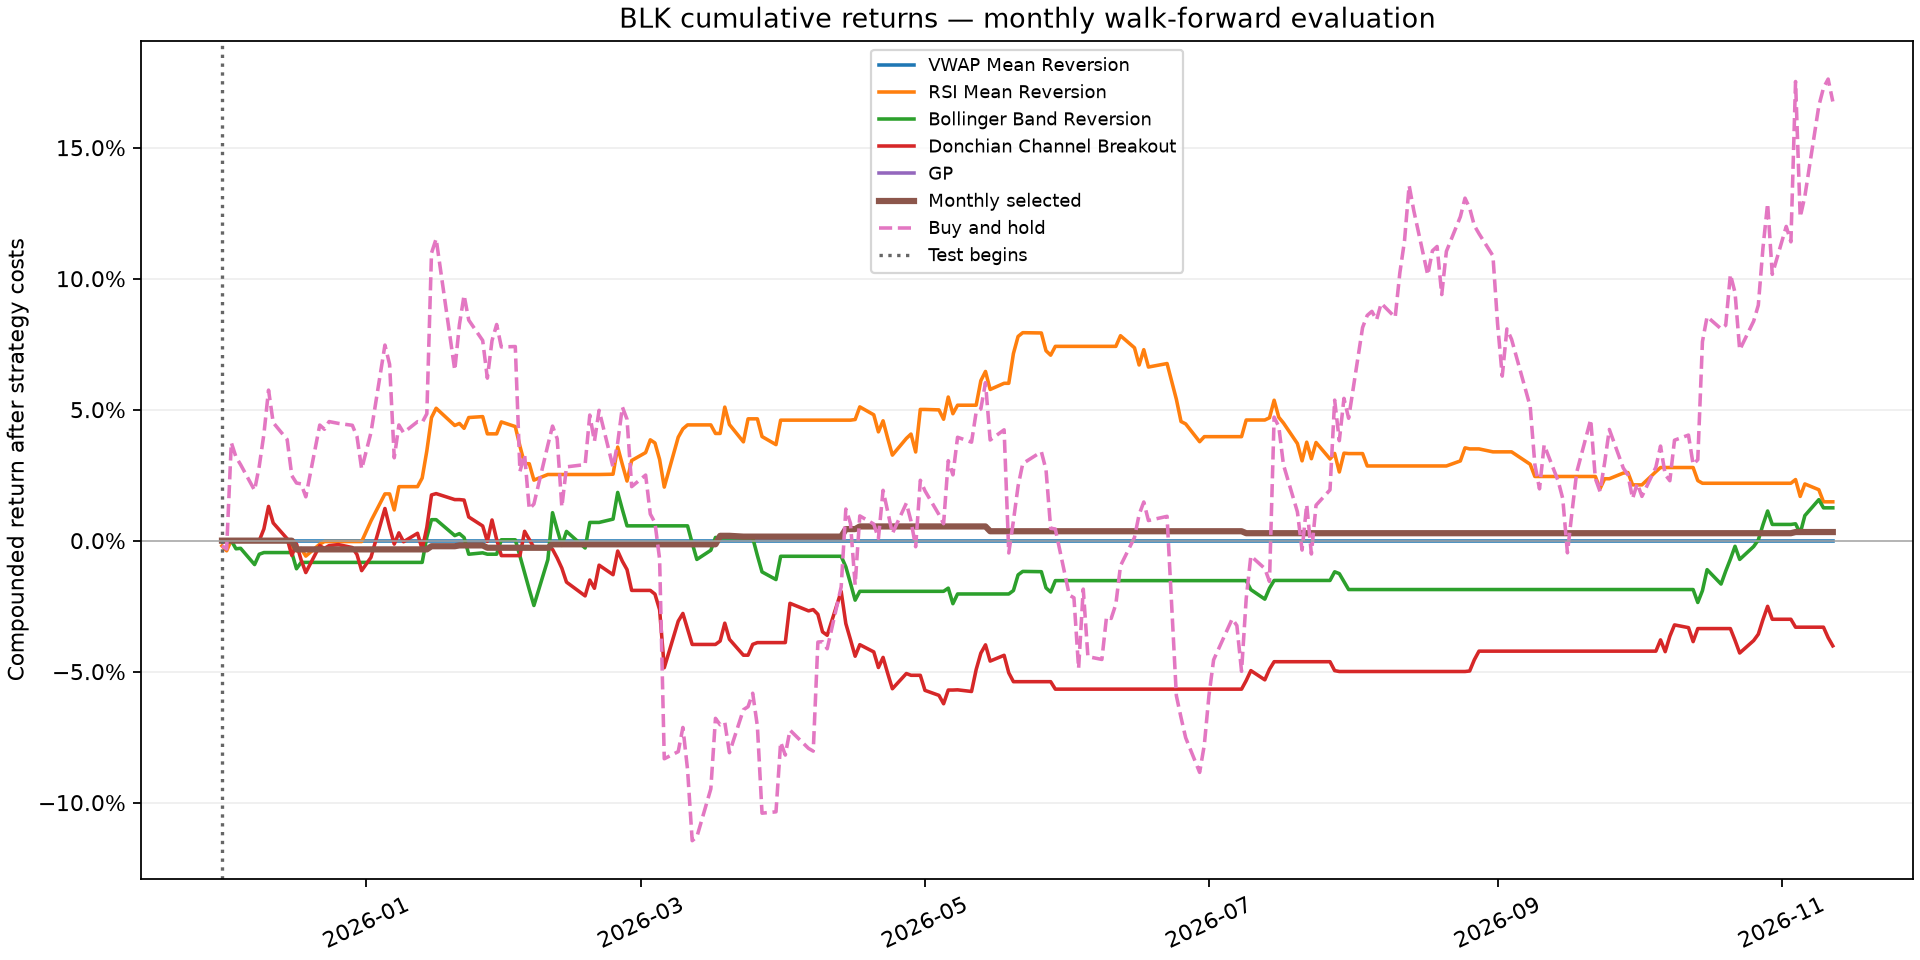 BLK cumulative returns — monthly walk-forward evaluation
VWAP Mean Reversion
RSI Mean Reversion
Bollinger Band Reversion
Donchian Channel Breakout
GP
Monthly selected
Buy and hold
Test begins
Compounded return after strategy costs
15.0%
10.0%
5.0%
0.0%
−5.0%
−10.0%
2026-01
2026-03
2026-05
2026-07
2026-09
2026-11